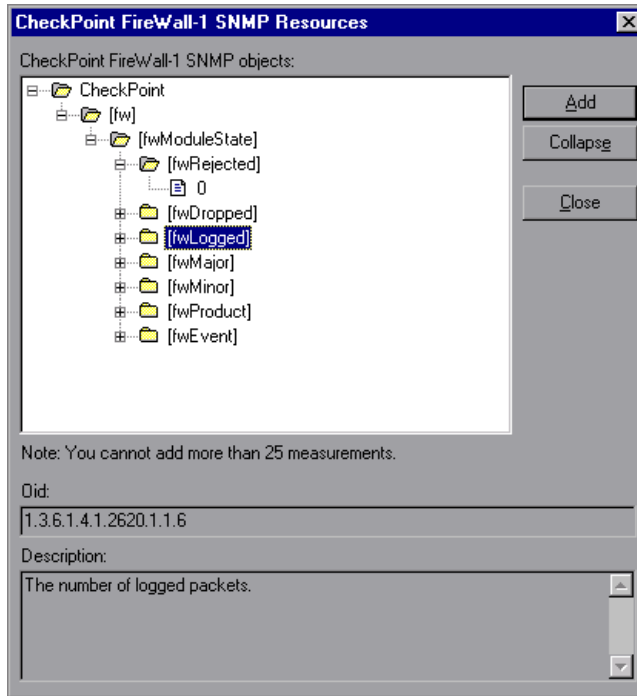 CheckPoint FireWall-1 SNMP Resources
CheckPoint FireWall-1 SNMP objects:
CheckPoint
[fw]
[fwModuleState]
[fwRejected]
0
[fwDropped]
[fwLogged]
[fwMajor]
[fwMinor]
[fwProduct]
[fwEvent]
Add
Collapse
Close
Note: You cannot add more than 25 measurements.
Oid:
1.3.6.1.4.1.2620.1.1.6
Description:
The number of logged packets.